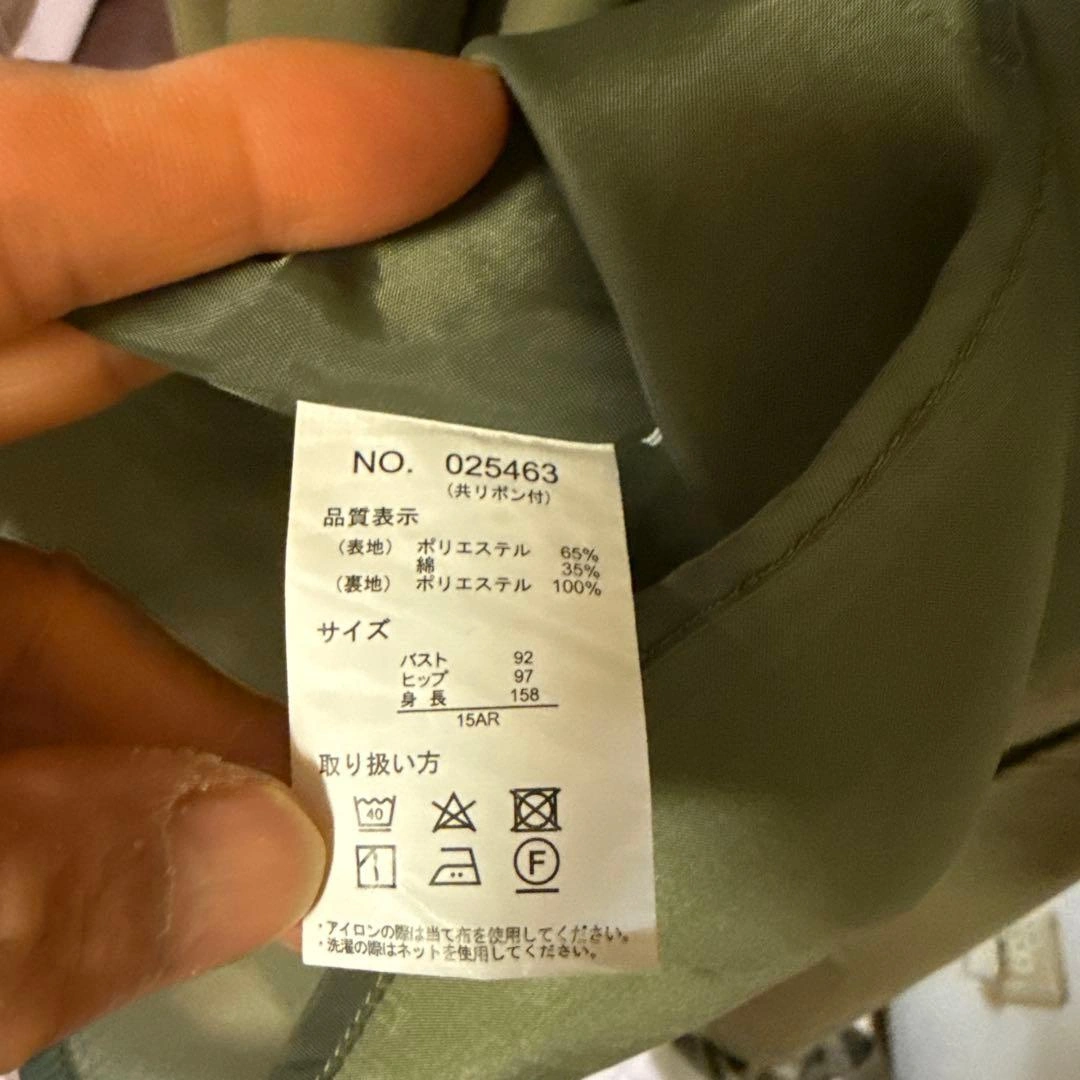 NO. 025463
(共リボン付)
品質表示
(表地) ポリエステル 65%
綿 35%
(裏地) ポリエステル 100%
サイズ
バスト 92
ヒップ 97
身長 158
15AR
取り扱い方
40
F
*アイロンの際は当て布を使用してください。
*洗濯の際はネットを使用してください。